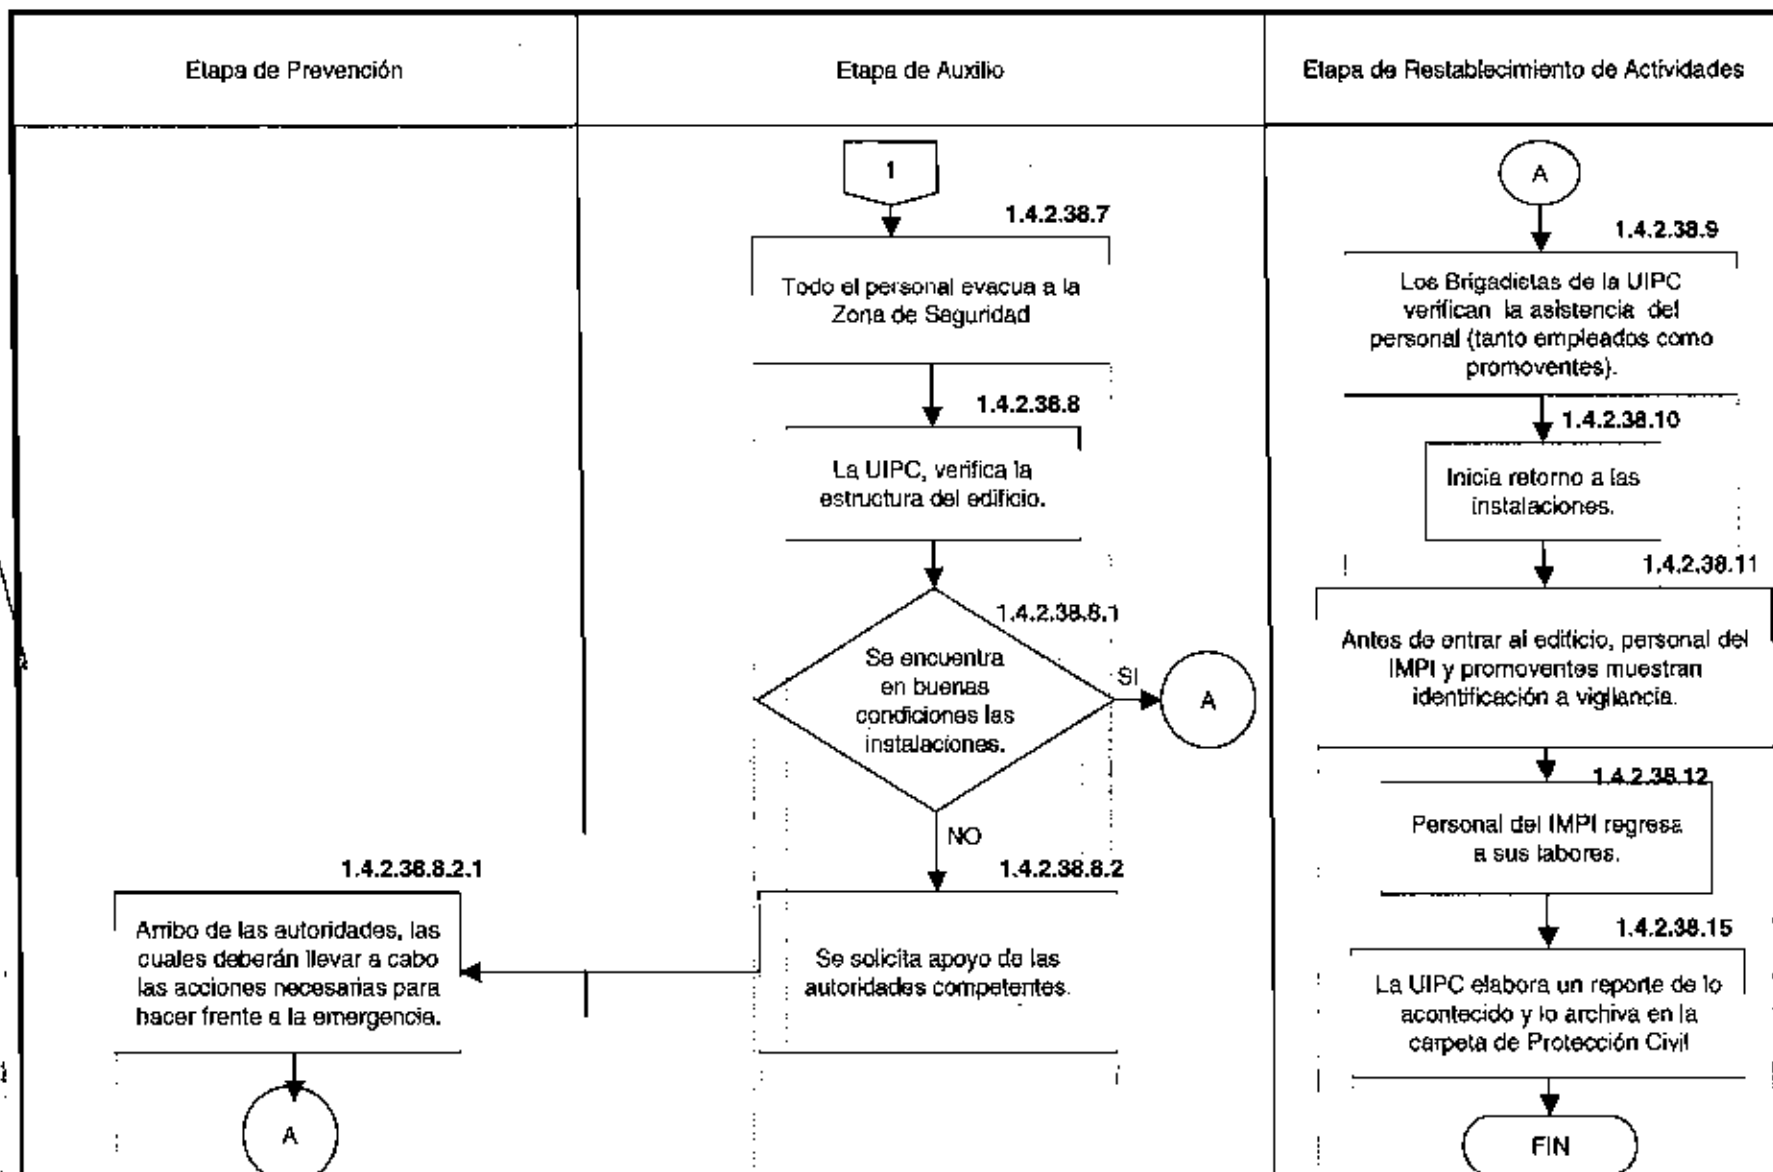 Etapa de Prevención
Etapa de Auxilio
Etapa de Restablecimiento de Actividades
1
1.4.2.38.7
Todo el personal evacua a la
Zona de Seguridad
1.4.2.38.8
La UIPC, verifica la
estructura del edificio.
1.4.2.38.8.1
Se encuentra
en buenas
condiciones las
instalaciones.
SI
A
NO
1.4.2.38.8.2
Se solicita apoyo de las
autoridades competentes.
1.4.2.38.8.2.1
Arribo de las autoridades, las
cuales deberán llevar a cabo
las acciones necesarias para
hacer frente a la emergencia.
A
A
1.4.2.38.9
Los Brigadistas de la UIPC
verifican la asistencia del
personal (tanto empleados como
promoventes).
1.4.2.38.10
Inicia retorno a las
instalaciones.
1.4.2.38.11
Antes de entrar al edificio, personal del
IMPI y promoventes muestran
identificación a vigilancia.
1.4.2.38.12
Personal del IMPI regresa
a sus labores.
1.4.2.38.15
La UIPC elabora un reporte de lo
acontecido y lo archiva en la
carpeta de Protección Civil
FIN